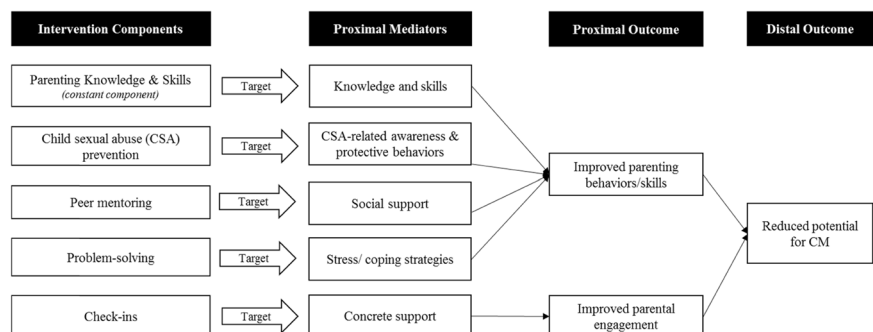 Intervention Components
Proximal Mediators
Proximal Outcome
Distal Outcome
Parenting Knowledge & Skills
(constant component)
Target
Knowledge and skills
Child sexual abuse (CSA)
prevention
Target
CSA-related awareness &
protective behaviors
Improved parenting
behaviors/skills
Peer mentoring
Target
Social support
Reduced potential
for CM
Problem-solving
Target
Stress/ coping strategies
Check-ins
Target
Concrete support
Improved parental
engagement